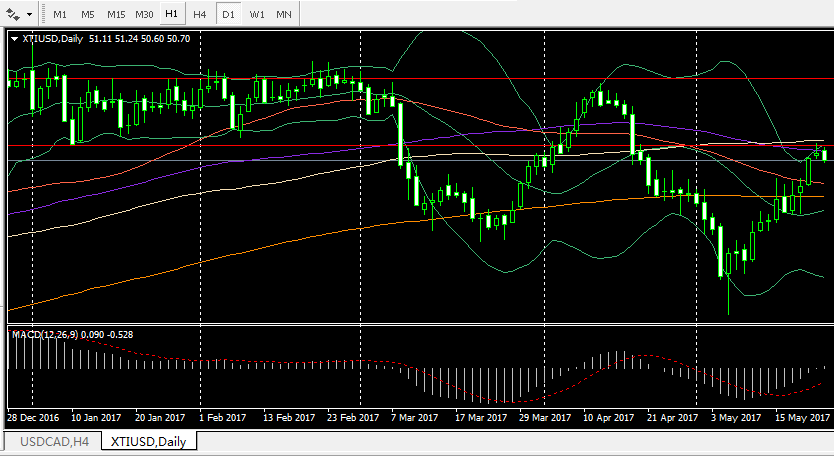 M1 M5 M15 M30 H1 H4 D1 W1 MN
XTIUSD,Daily 51.11 51.24 50.60 50.70
MACD(12,26,9) 0.090 -0.528
28 Dec 2016 10 Jan 2017 20 Jan 2017 1 Feb 2017 13 Feb 2017 23 Feb 2017 7 Mar 2017 17 Mar 2017 29 Mar 2017 10 Apr 2017 21 Apr 2017 3 May 2017 15 May 2017
USDCAD,H4 XTIUSD,Daily